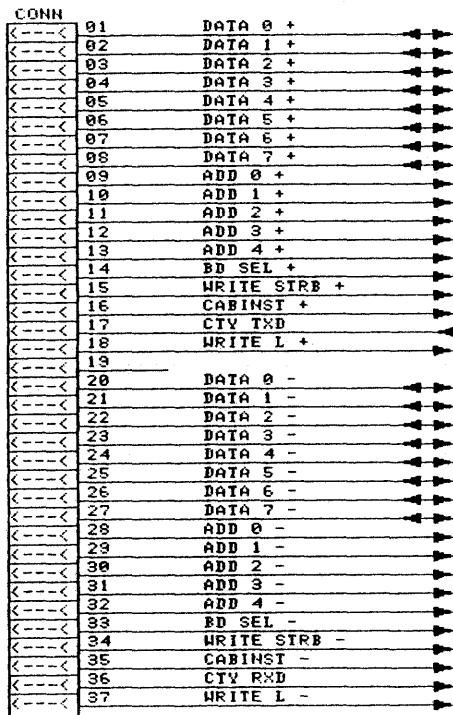 CONN
01 DATA 0 +
02 DATA 1 +
03 DATA 2 +
04 DATA 3 +
05 DATA 4 +
06 DATA 5 +
07 DATA 6 +
08 DATA 7 +
09 ADD 0 +
10 ADD 1 +
11 ADD 2 +
12 ADD 3 +
13 ADD 4 +
14 BD SEL +
15 WRITE STRB +
16 CABINST +
17 CTY TXD
18 WRITE L +
19
20 DATA 0 -
21 DATA 1 -
22 DATA 2 -
23 DATA 3 -
24 DATA 4 -
25 DATA 5 -
26 DATA 6 -
27 DATA 7 -
28 ADD 0 -
29 ADD 1 -
30 ADD 2 -
31 ADD 3 -
32 ADD 4 -
33 BD SEL -
34 WRITE STRB -
35 CABINST -
36 CTY RXD
37 WRITE L -